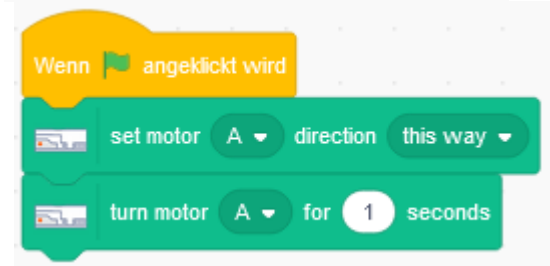 Wenn angeklickt wird
set motor A direction this way
turn motor A for 1 seconds